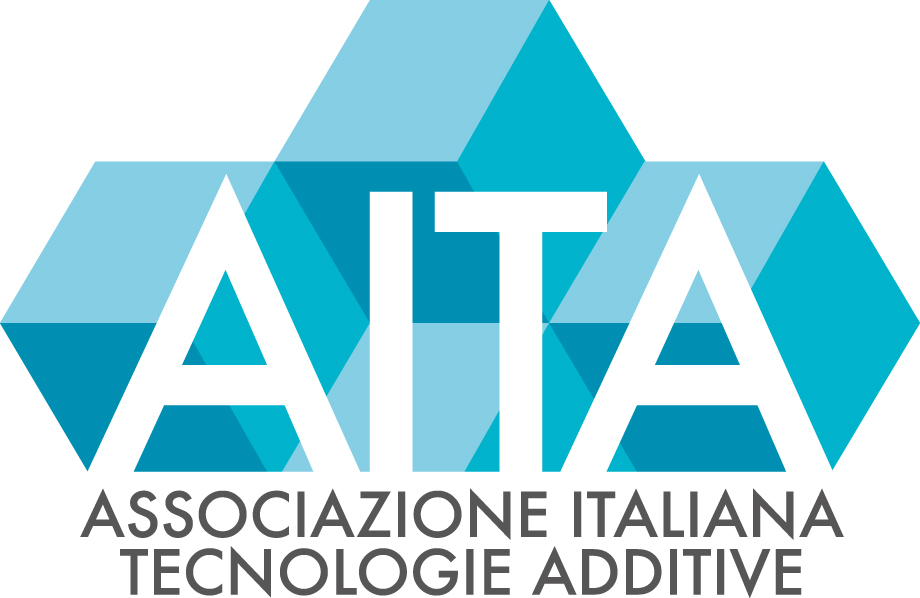 AITA
ASSOCIAZIONE ITALIANA
TECNOLOGIE ADDITIVE